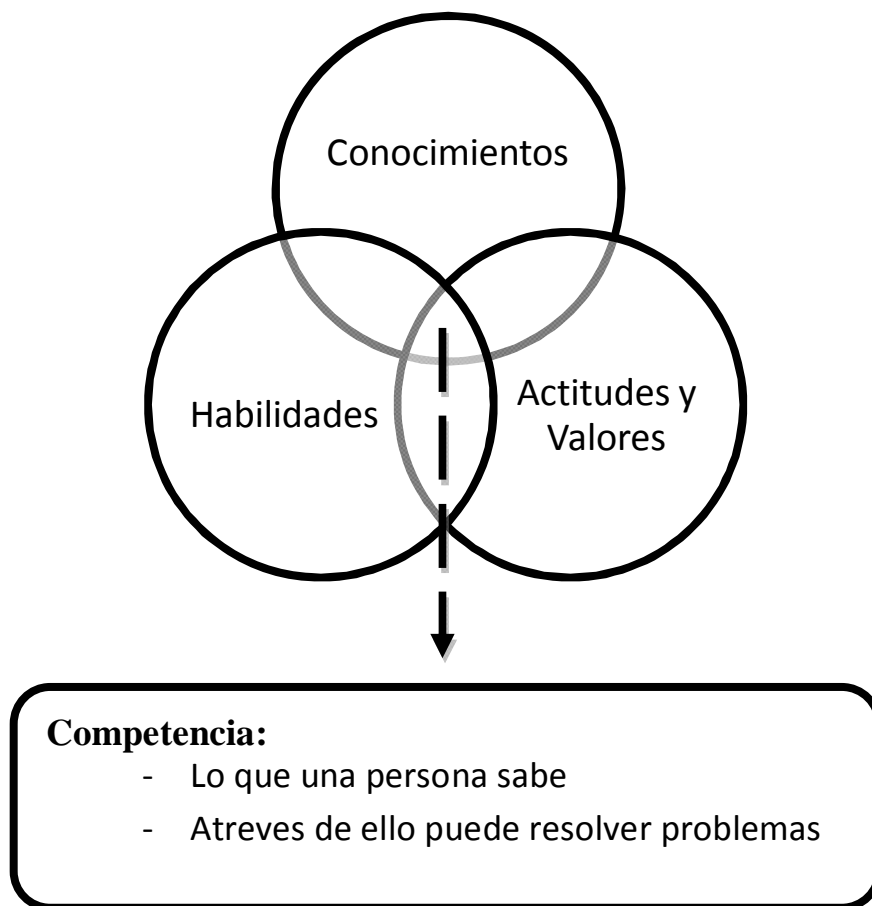 Conocimientos
Habilidades
Actitudes y
Valores
Competencia:
- Lo que una persona sabe
- Atreves de ello puede resolver problemas